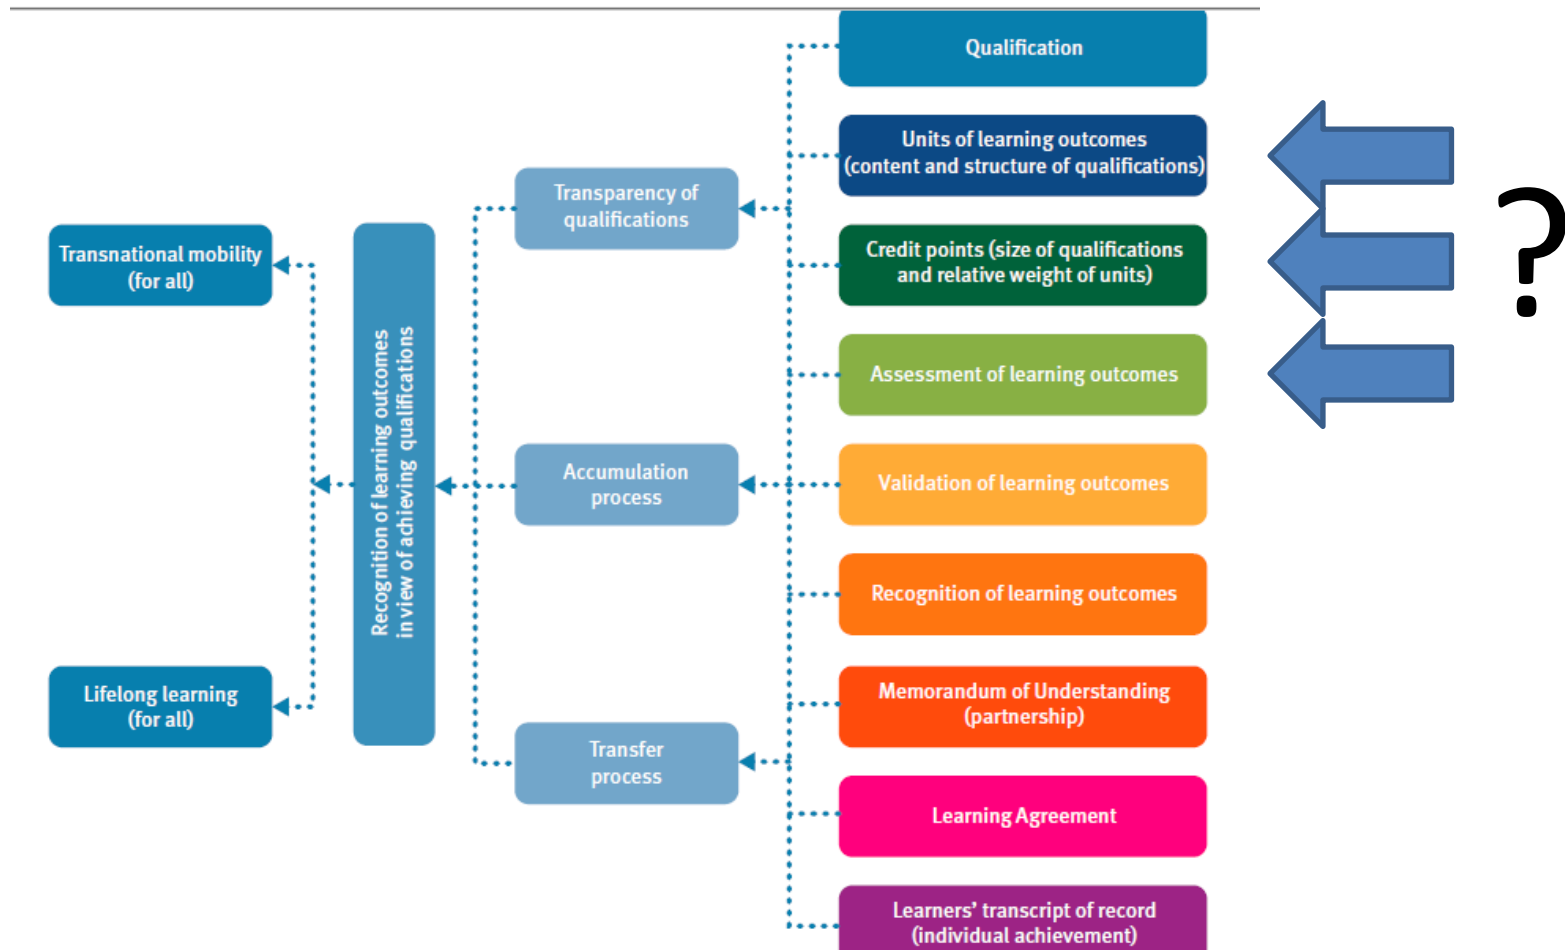 Qualification
Units of learning outcomes
(content and structure of qualifications)
Transparency of
qualifications
Credit points (size of qualifications
and relative weight of units)
Transnational mobility
(for all)
?
Recognition of learning outcomes
in view of achieving qualifications
Assessment of learning outcomes
Accumulation
process
Validation of learning outcomes
Recognition of learning outcomes
Lifelong learning
(for all)
Memorandum of Understanding
(partnership)
Transfer
process
Learning Agreement
Learners’ transcript of record
(individual achievement)